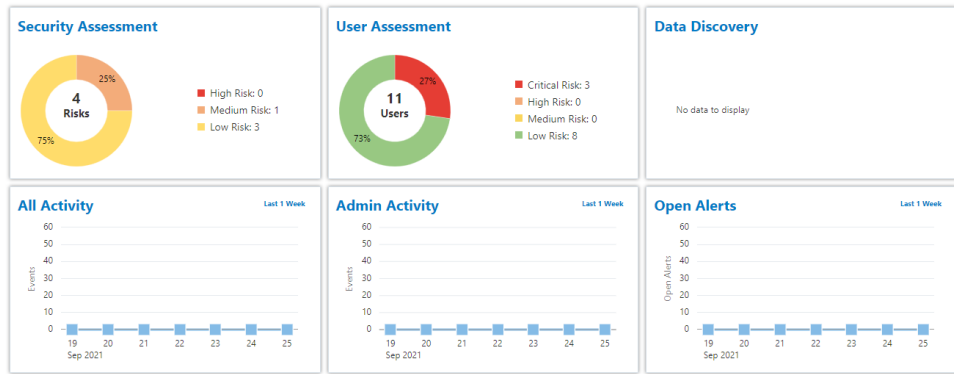 Security Assessment
25%
4
Risks
75%
High Risk: 0
Medium Risk: 1
Low Risk: 3
User Assessment
27%
11
Users
73%
Critical Risk: 3
High Risk: 0
Medium Risk: 0
Low Risk: 8
Data Discovery
No data to display
All Activity
Last 1 Week
60
50
40
30
20
10
0
Events
19 20 21 22 23 24 25
Sep 2021
Admin Activity
Last 1 Week
60
50
40
30
20
10
0
Events
19 20 21 22 23 24 25
Sep 2021
Open Alerts
Last 1 Week
60
50
40
30
20
10
0
Open Alerts
19 20 21 22 23 24 25
Sep 2021